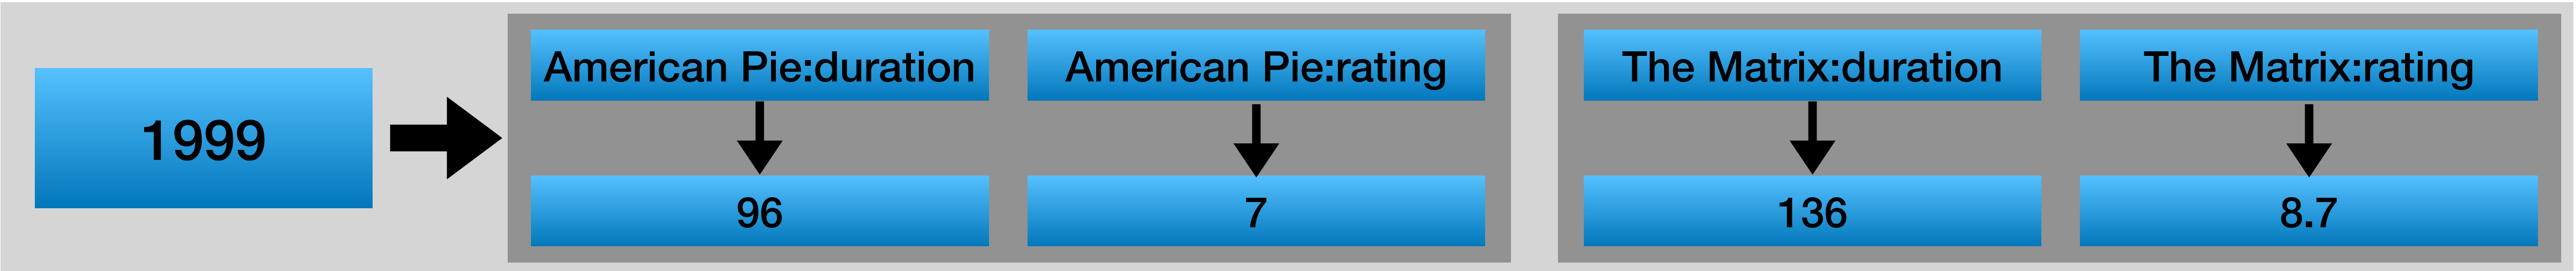 1999
American Pie:duration
American Pie:rating
The Matrix:duration
The Matrix:rating
96
7
136
8.7